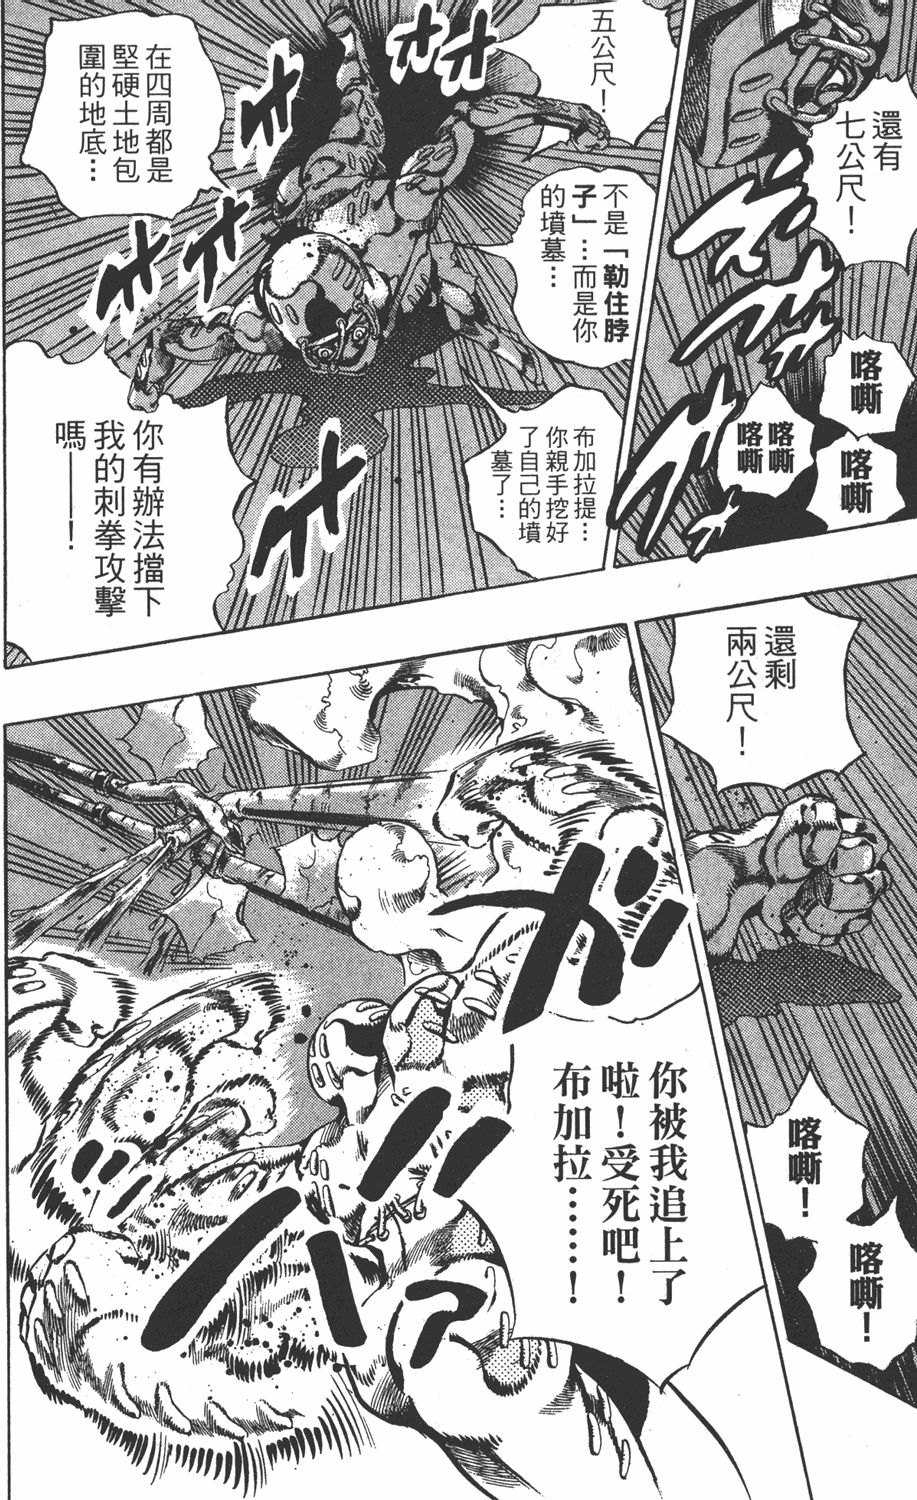 還有
七公尺！
喀嘶
喀嘶
喀嘶
喀嘶
五公尺！
不是「勒住脖
子」…而是你
的墳墓…
布加拉提…
你親手挖好
了自己的墳
墓了…
在四周都是
堅硬土地包
圍的地底…
你有辦法擋下
我的刺拳攻擊
嗎——！
還剩
兩公尺！
喀嘶！
喀嘶！
你被我追上了
啦！受死吧！
布加拉……！